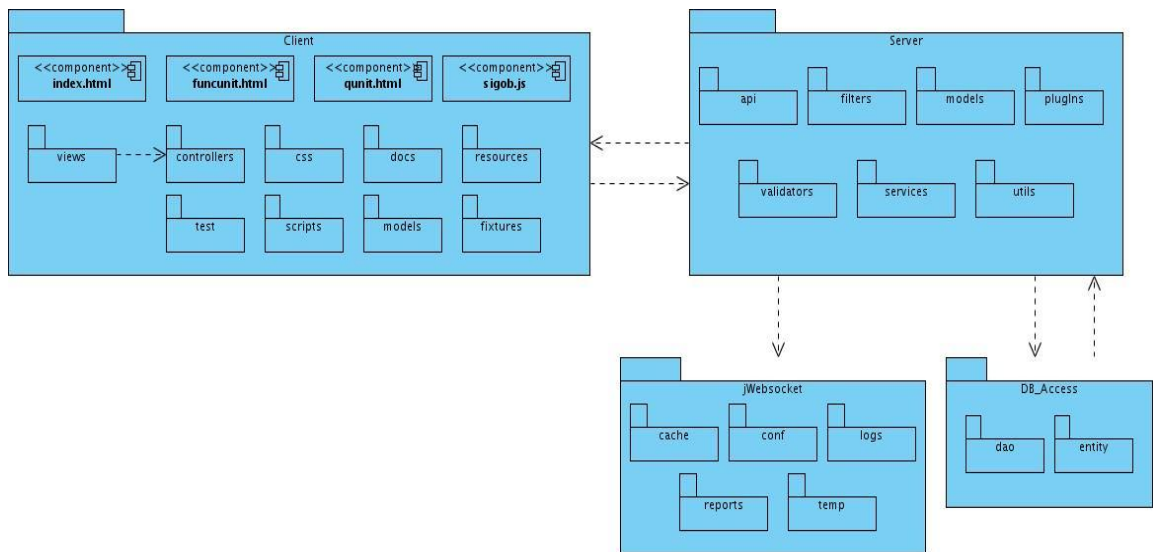 Client
<<component>>
index.html
<<component>>
funcunit.html
<<component>>
qunit.html
<<component>>
sigob.js
views
controllers
css
docs
resources
test
scripts
models
fixtures
Server
api
filters
models
plugIns
validators
services
utils
jWebsocket
cache
conf
logs
reports
temp
DB_Access
dao
entity